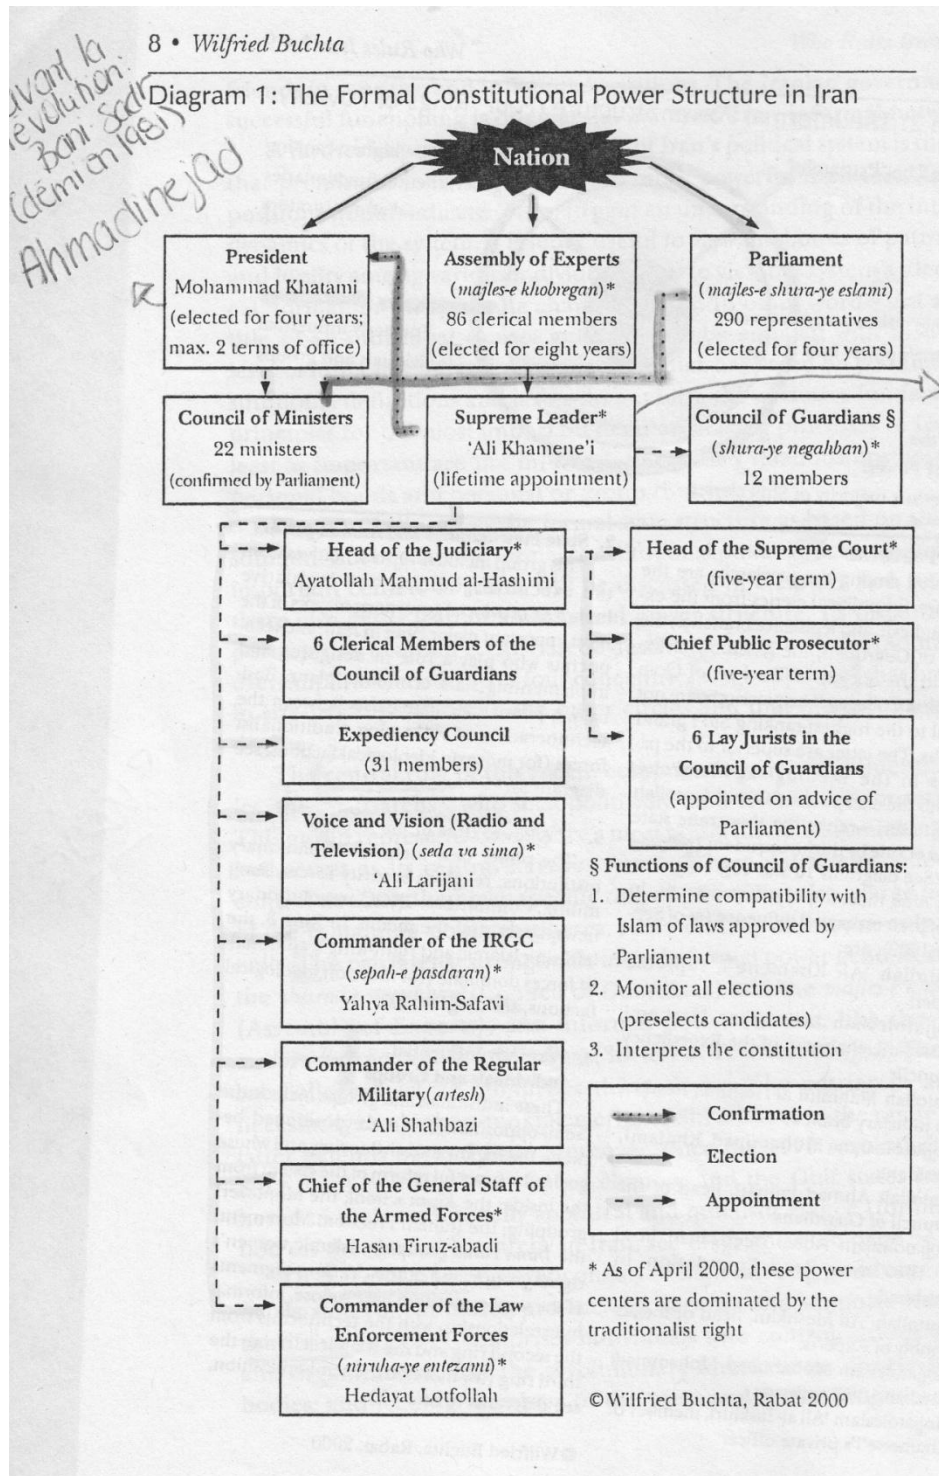 8 • Wilfried Buchta
Diagram 1: The Formal Constitutional Power Structure in Iran
avant la
Bani Sadr
1981
Ahmadinejad
Nation
President
Mohammad Khatami
(elected for four years;
max. 2 terms of office)
Assembly of Experts
(majles-e khobregan)*
86 clerical members
(elected for eight years)
Parliament
(majles-e shura-ye eslami)
290 representatives
(elected for four years)
Council of Ministers
22 ministers
(confirmed by Parliament)
Supreme Leader*
‘Ali Khamene’i
(lifetime appointment)
Council of Guardians §
(shura-ye negahban)*
12 members
Head of the Judiciary*
Ayatollah Mahmud al-Hashimi
6 Clerical Members of the
Council of Guardians
Expediency Council
(31 members)
Voice and Vision (Radio and
Television) (seda va sima)*
‘Ali Larijani
Commander of the IRGC
(sepah-e pasdaran)*
Yahya Rahim-Safavi
Commander of the Regular
Military (artesh)
‘Ali Shahbazi
Chief of the General Staff of
the Armed Forces*
Hasan Firuz-abadi
Commander of the Law
Enforcement Forces
(niruha-ye entezami)*
Hedayat Lotfollah
Head of the Supreme Court*
(five-year term)
Chief Public Prosecutor*
(five-year term)
6 Lay Jurists in the
Council of Guardians
(appointed on advice of
Parliament)
§ Functions of Council of Guardians:
1. Determine compatibility with
Islam of laws approved by
Parliament
2. Monitor all elections
(preselects candidates)
3. Interprets the constitution
Confirmation
Election
Appointment
* As of April 2000, these power
centers are dominated by the
traditionalist right
© Wilfried Buchta, Rabat 2000